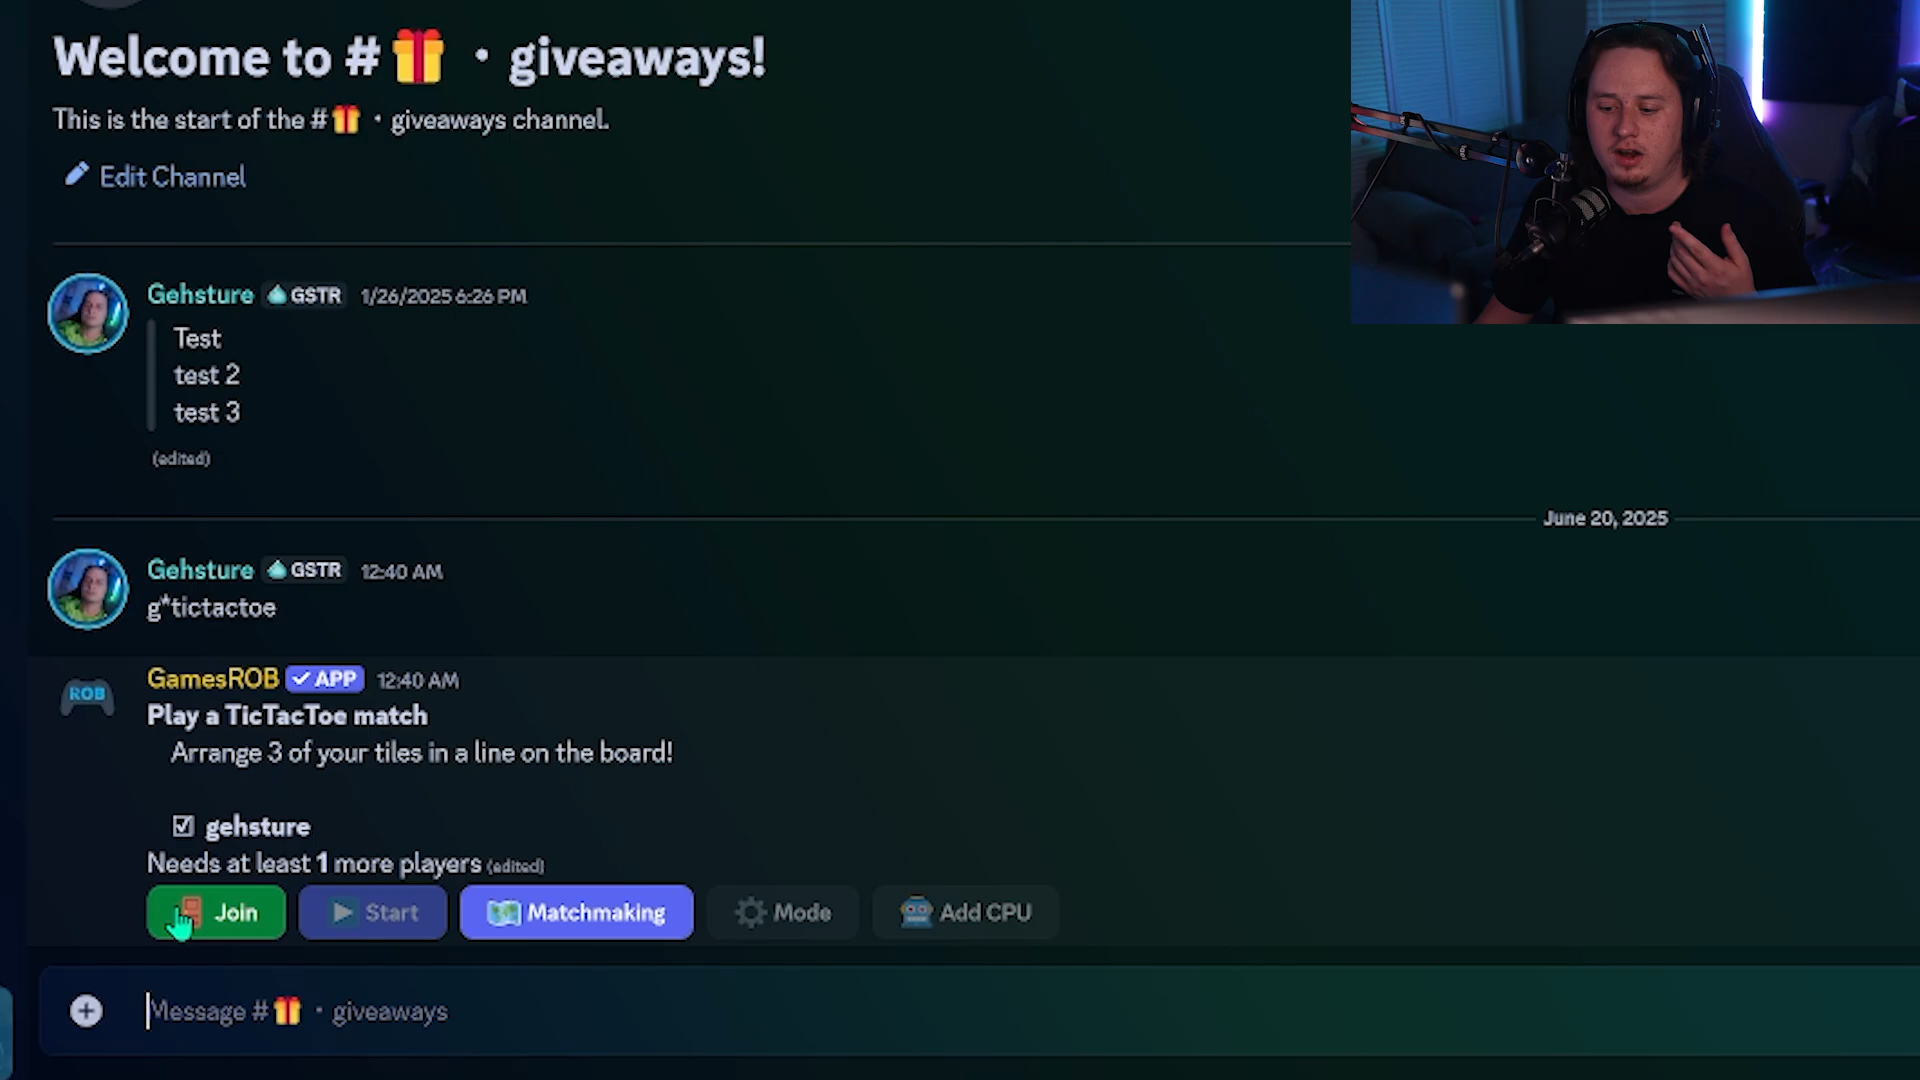 Welcome to # 🎁・giveaways!
This is the start of the # 🎁・giveaways channel.
Edit Channel
Gehsture GSTR 1/26/2025 6:26 PM
Test
test 2
test 3
(edited)
June 20, 2025
Gehsture GSTR 12:40 AM
g*tictactoe
ROB
GamesROB ✓ APP 12:40 AM
Play a TicTacToe match
Arrange 3 of your tiles in a line on the board!
☑ gehsture
Needs at least 1 more players (edited)
Join Start Matchmaking Mode Add CPU
Message # 🎁・giveaways